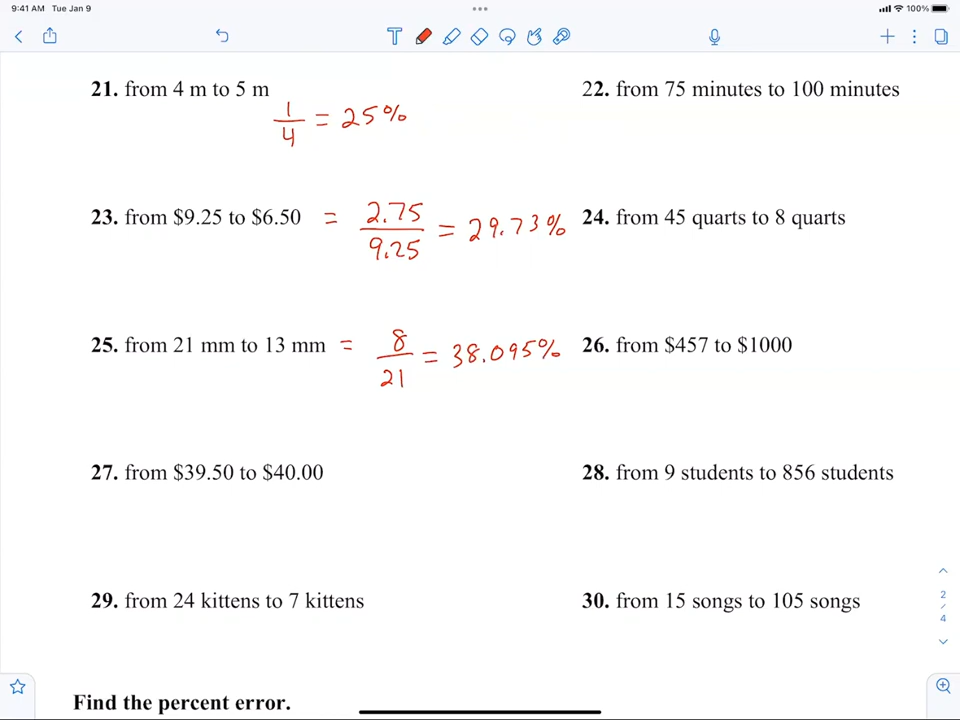 9:41 AM Tue Jan 9
100%
21. from 4 m to 5 m
1/4 = 25%
22. from 75 minutes to 100 minutes
23. from $9.25 to $6.50 = 2.75/9.25 = 29.73%
24. from 45 quarts to 8 quarts
25. from 21 mm to 13 mm = 8/21 = 38.095%
26. from $457 to $1000
27. from $39.50 to $40.00
28. from 9 students to 856 students
29. from 24 kittens to 7 kittens
30. from 15 songs to 105 songs
2
/
4
Find the percent error.